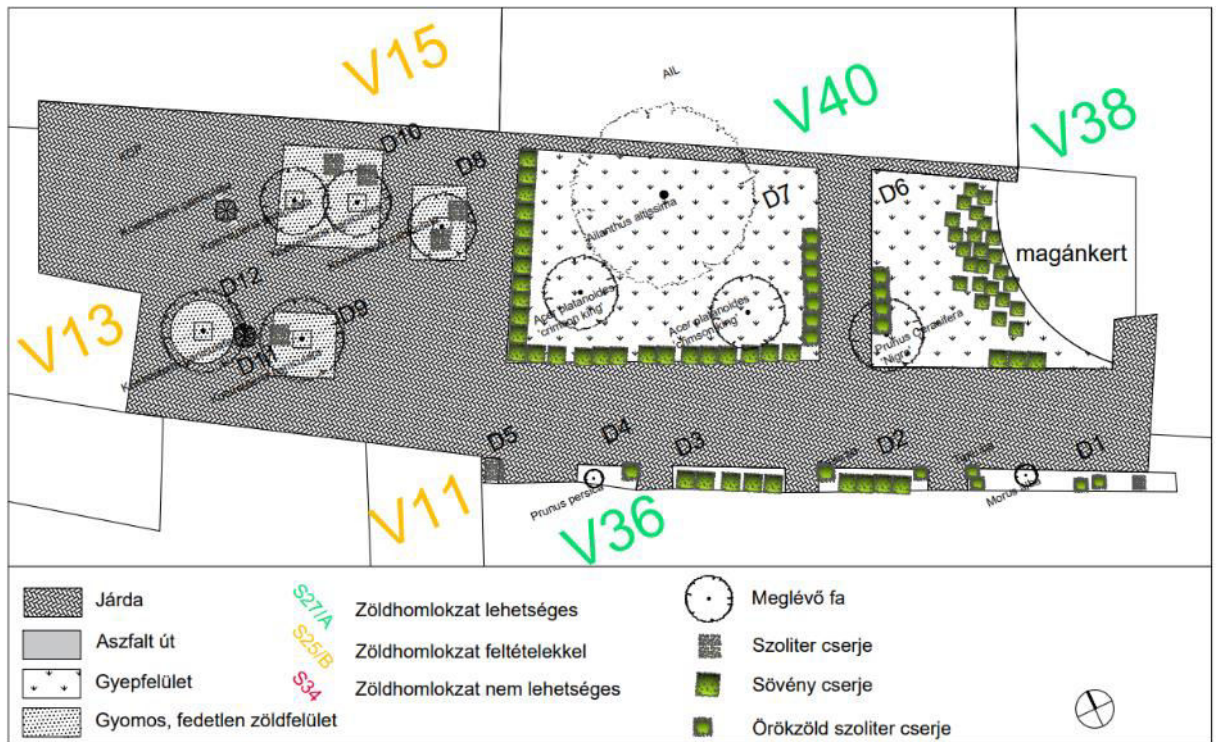 V15
AIL
V40
V38
D10
KOP
D8
D7
D6
Ailanthus altissima
magánkert
D12
V13
D9
D11
Acer platanoides
'crimson king'
Acer platanoides
'crimson king'
Prunus Cerasifera
'Nigra'
D5
D4
D3
D2
D1
V11
Prunus persica
V36
Morus alba
Járda
Aszfalt út
Gyepfelület
Gyomos, fedetlen zöldfelület
S27/A
Zöldhomlokzat lehetséges
S25/B
Zöldhomlokzat feltételekkel
S34
Zöldhomlokzat nem lehetséges
Meglévő fa
Szoliter cserje
Sövény cserje
Örökzöld szoliter cserje